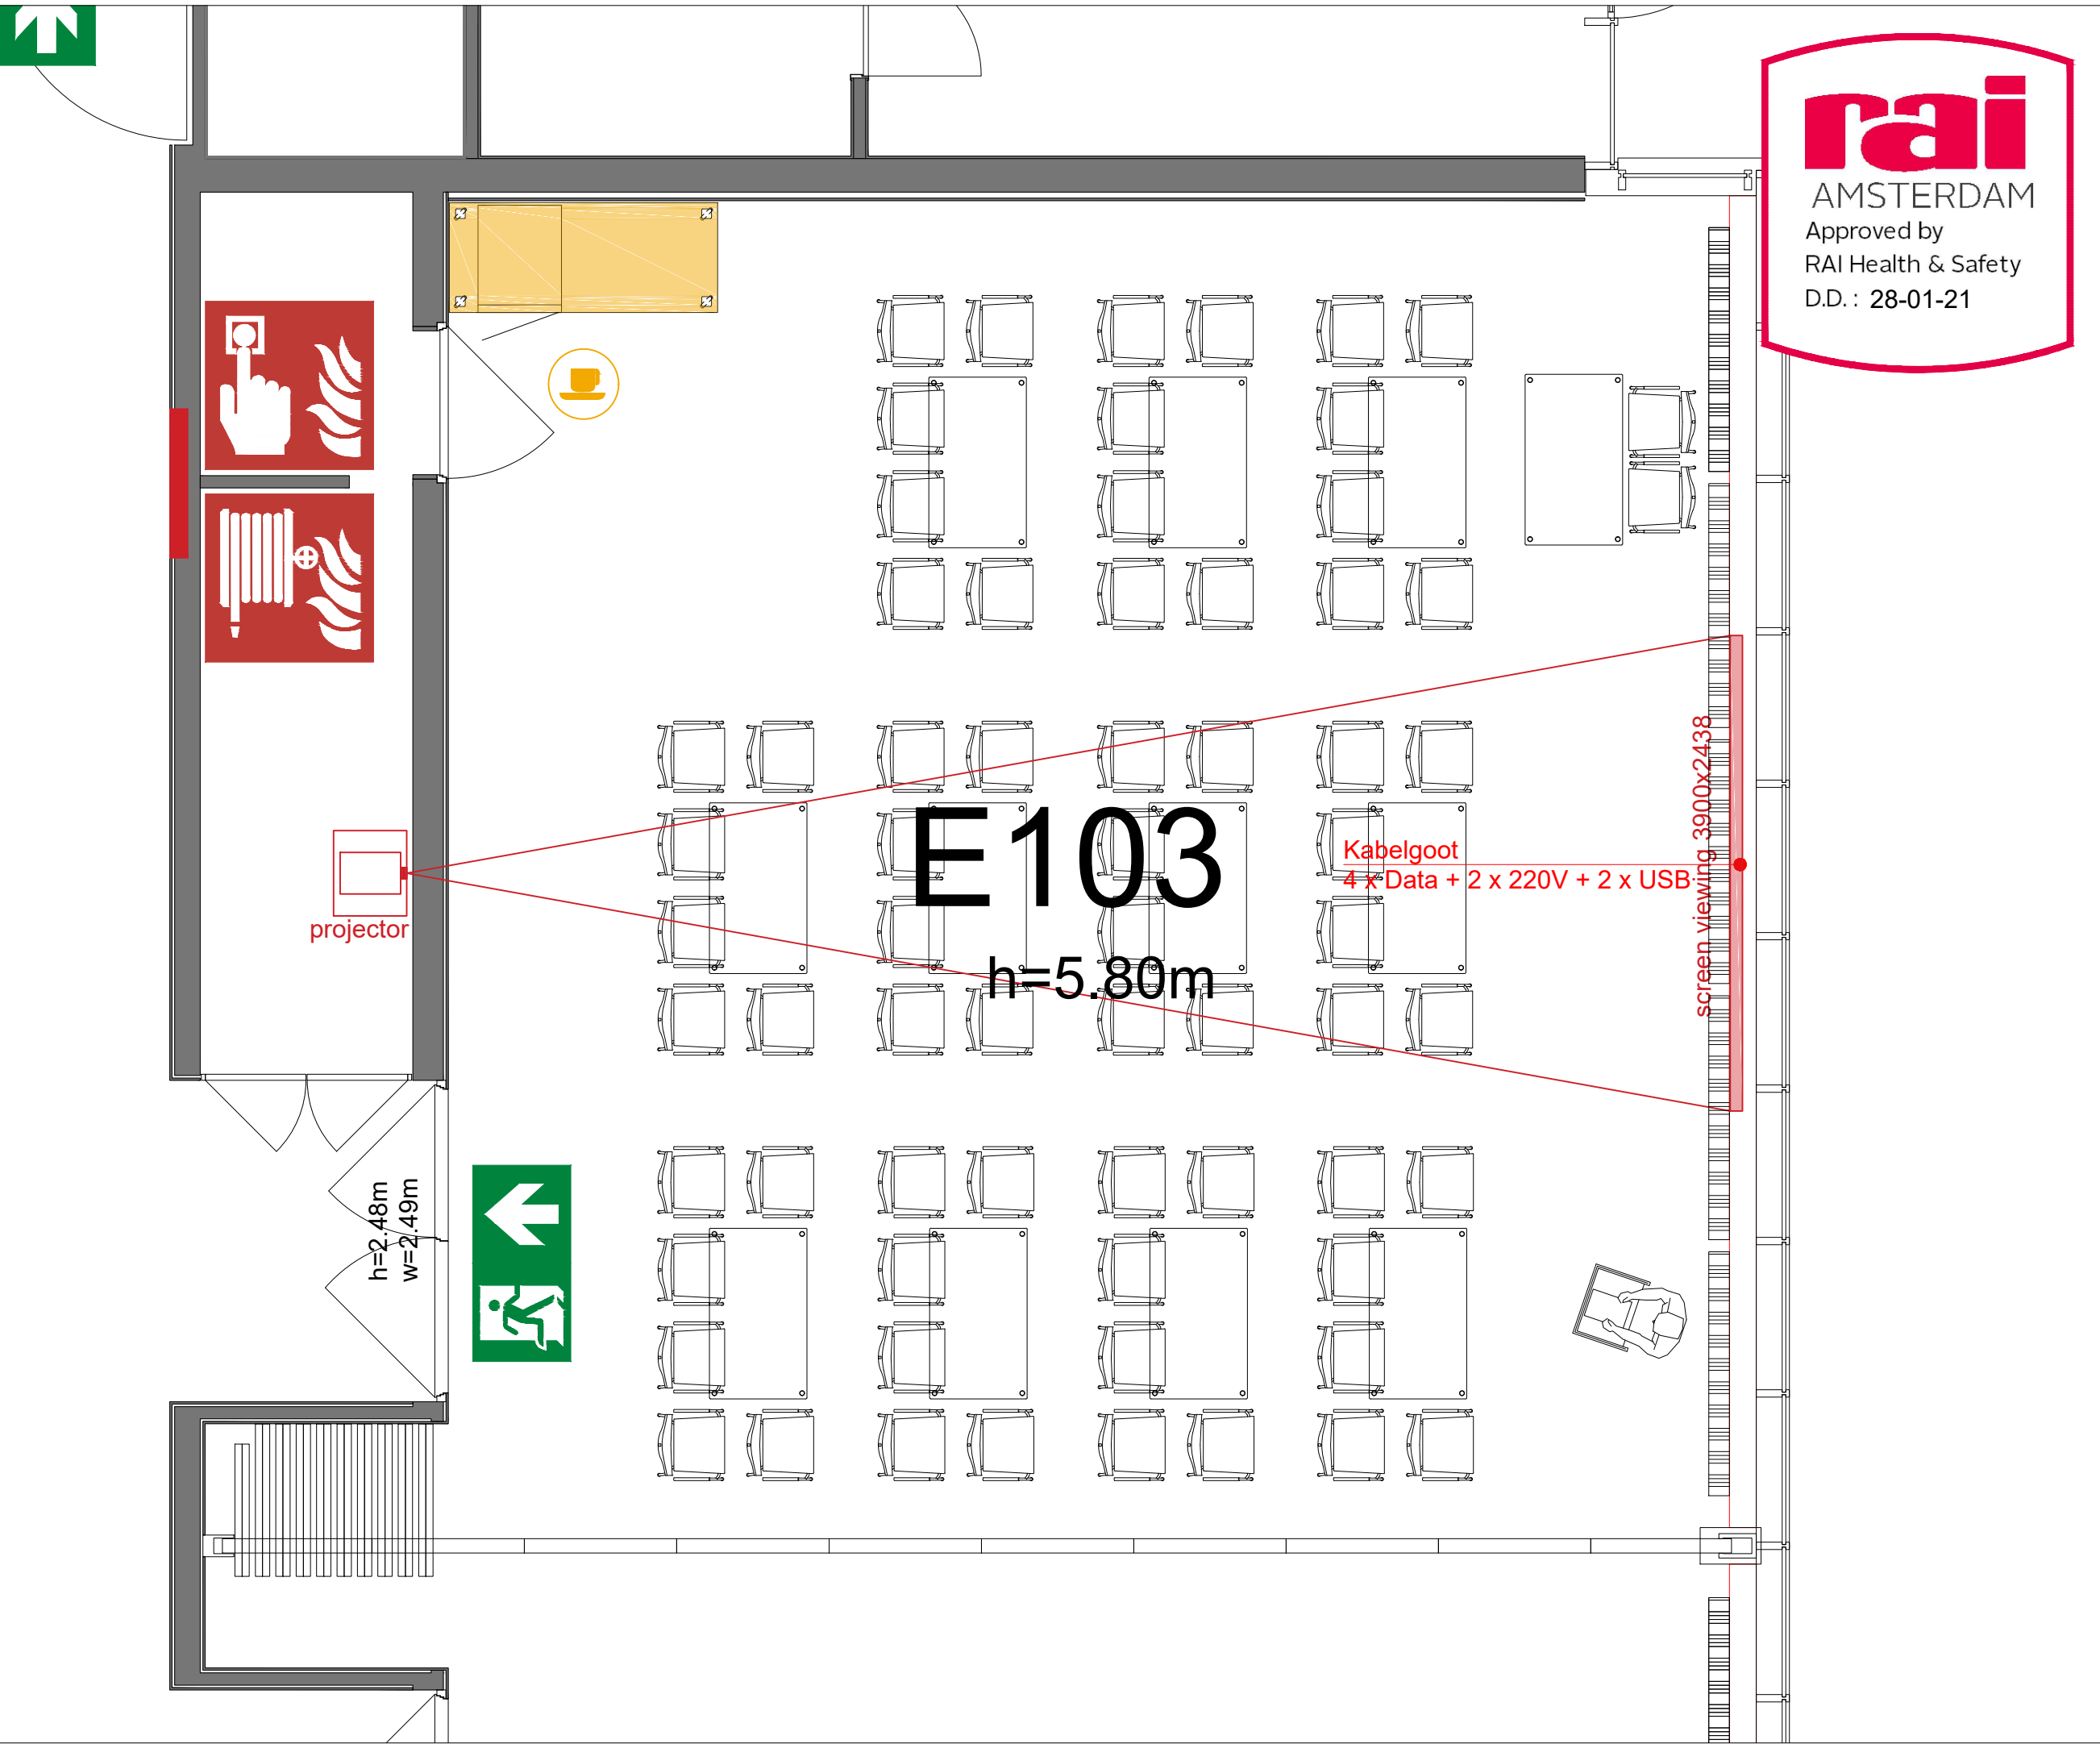 rai
AMSTERDAM
Approved by
RAI Health & Safety
D.D. : 28-01-21
screen viewing 3900x2438
E103
Kabelgoot
4 x Data + 2 x 220V + 2 x USB
projector
h=5.80m
h=2.48m
w=2.49m